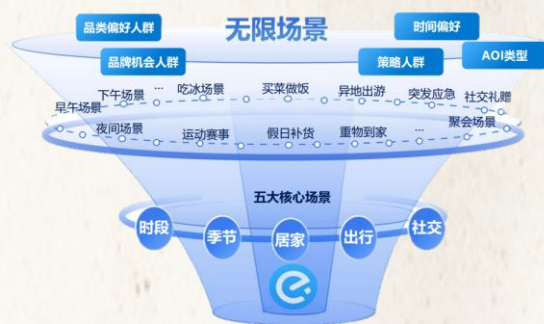 无限场景
品类偏好人群
时间偏好
品牌机会人群
策略人群
AOI类型
早午场景 下午场景 … 吃冰场景 买菜做饭 异地出游 突发应急 社交礼赠
夜间场景 运动赛事 假日补货 重物到家 … 聚会场景
五大核心场景
时段 季节 居家 出行 社交